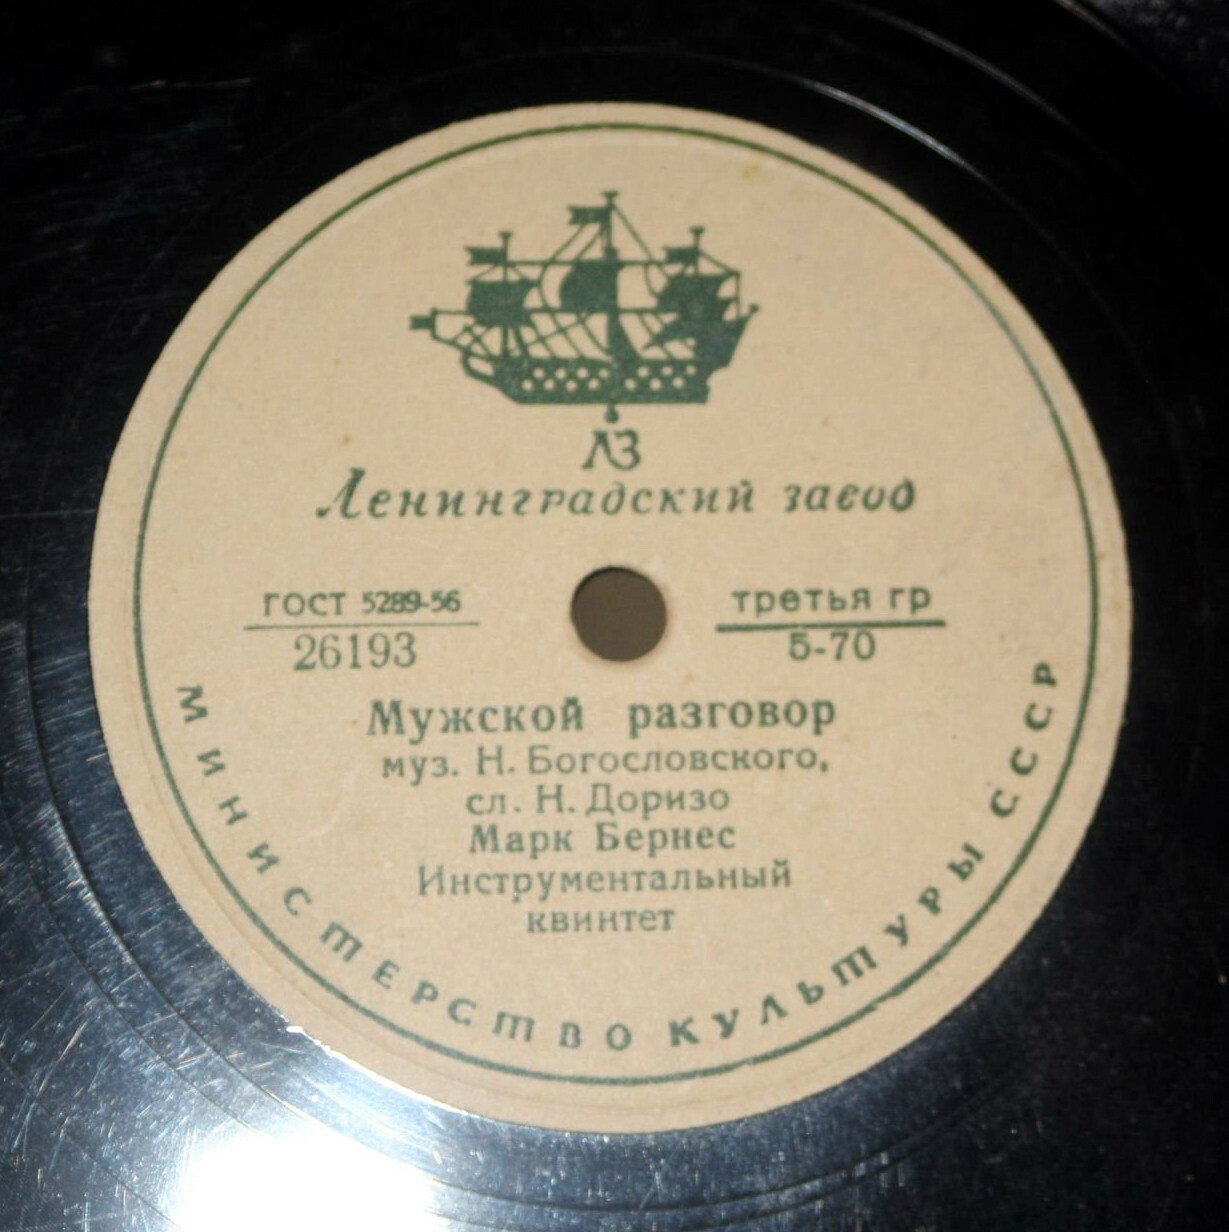 ЛЗ
Ленинградский завод
ГОСТ 5289-56
26193
третья гр
5-70
Мужской разговор
муз. Н. Богословского,
сл. Н. Доризо
Марк Бернес
Инструментальный
квинтет
МИНИСТЕРСТВО КУЛЬТУРЫ СССР